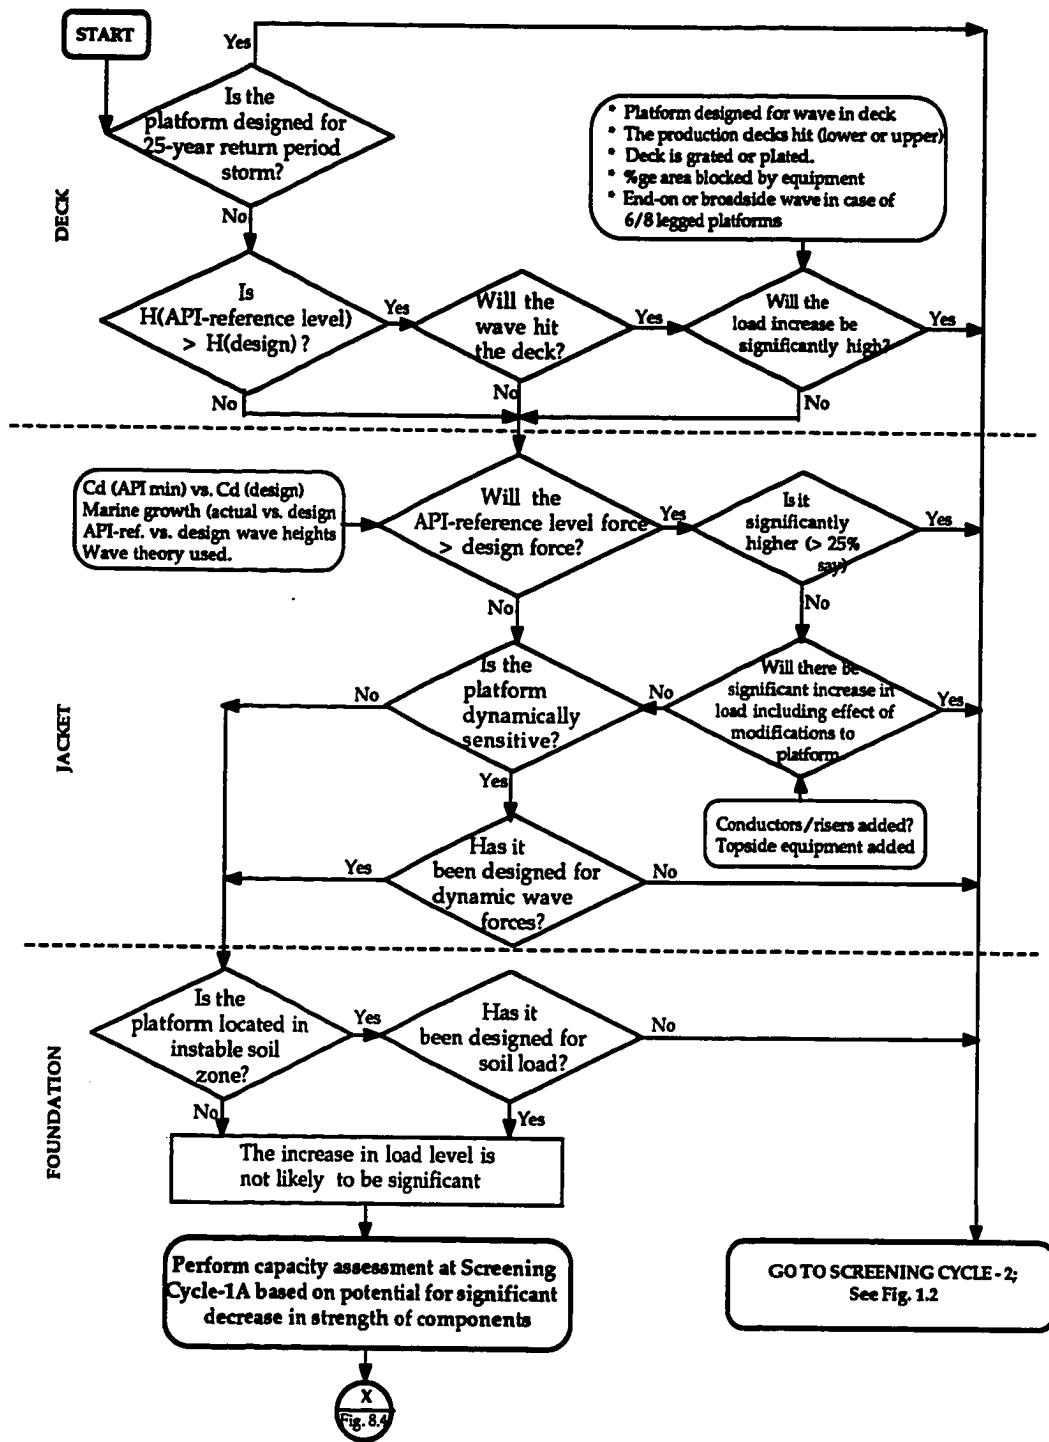 START
Yes
Is the
platform designed for
25-year return period
storm?
No
* Platform designed for wave in deck
* The production decks hit (lower or upper)
* Deck is grated or plated.
* %ge area blocked by equipment
* End-on or broadside wave in case of
6/8 legged platforms
DECK
Is
H(API-reference level)
> H(design) ?
Yes
No
Will the
wave hit
the deck?
Yes
No
Will the
load increase be
significantly high?
Yes
No
Cd (API min) vs. Cd (design)
Marine growth (actual vs. design
API-ref. vs. design wave heights
Wave theory used.
Will the
API-reference level force
> design force?
Yes
No
Is it
significantly
higher (> 25%
say)
Yes
No
JACKET
Is the
platform
dynamically
sensitive?
No
Yes
Will there be
significant increase in
load including effect of
modifications to
platform
No
Yes
Conductors/risers added?
Topside equipment added
Has it
been designed for
dynamic wave
forces?
Yes
No
FOUNDATION
Is the
platform located in
instable soil
zone?
Yes
No
Has it
been designed for
soil load?
No
Yes
The increase in load level is
not likely to be significant
Perform capacity assessment at Screening
Cycle-1A based on potential for significant
decrease in strength of components
GO TO SCREENING CYCLE - 2;
See Fig. 1.2
X
Fig. 8.4